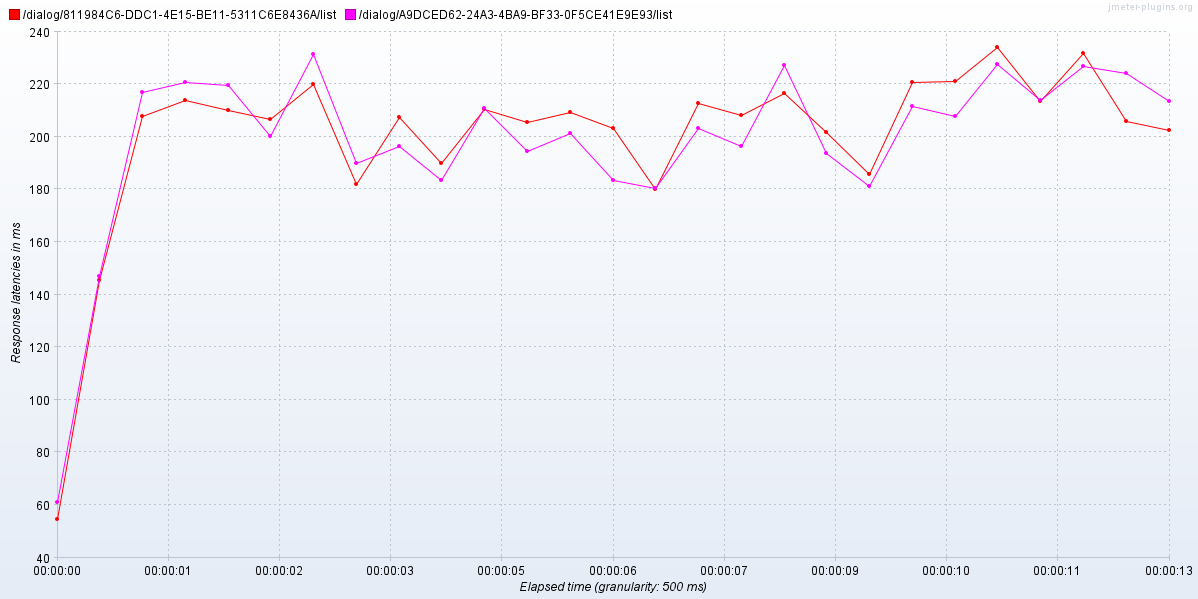 /dialog/811984C6-DDC1-4E15-BE11-5311C6E8436A/list /dialog/A9DCED62-24A3-4BA9-BF33-0F5CE41E9E93/list
jmeter-plugins.org
240
220
200
180
160
140
120
100
80
60
40
Response latencies in ms
00:00:00 00:00:01 00:00:02 00:00:03 00:00:05 00:00:06 00:00:07 00:00:09 00:00:10 00:00:11 00:00:13
Elapsed time (granularity: 500 ms)